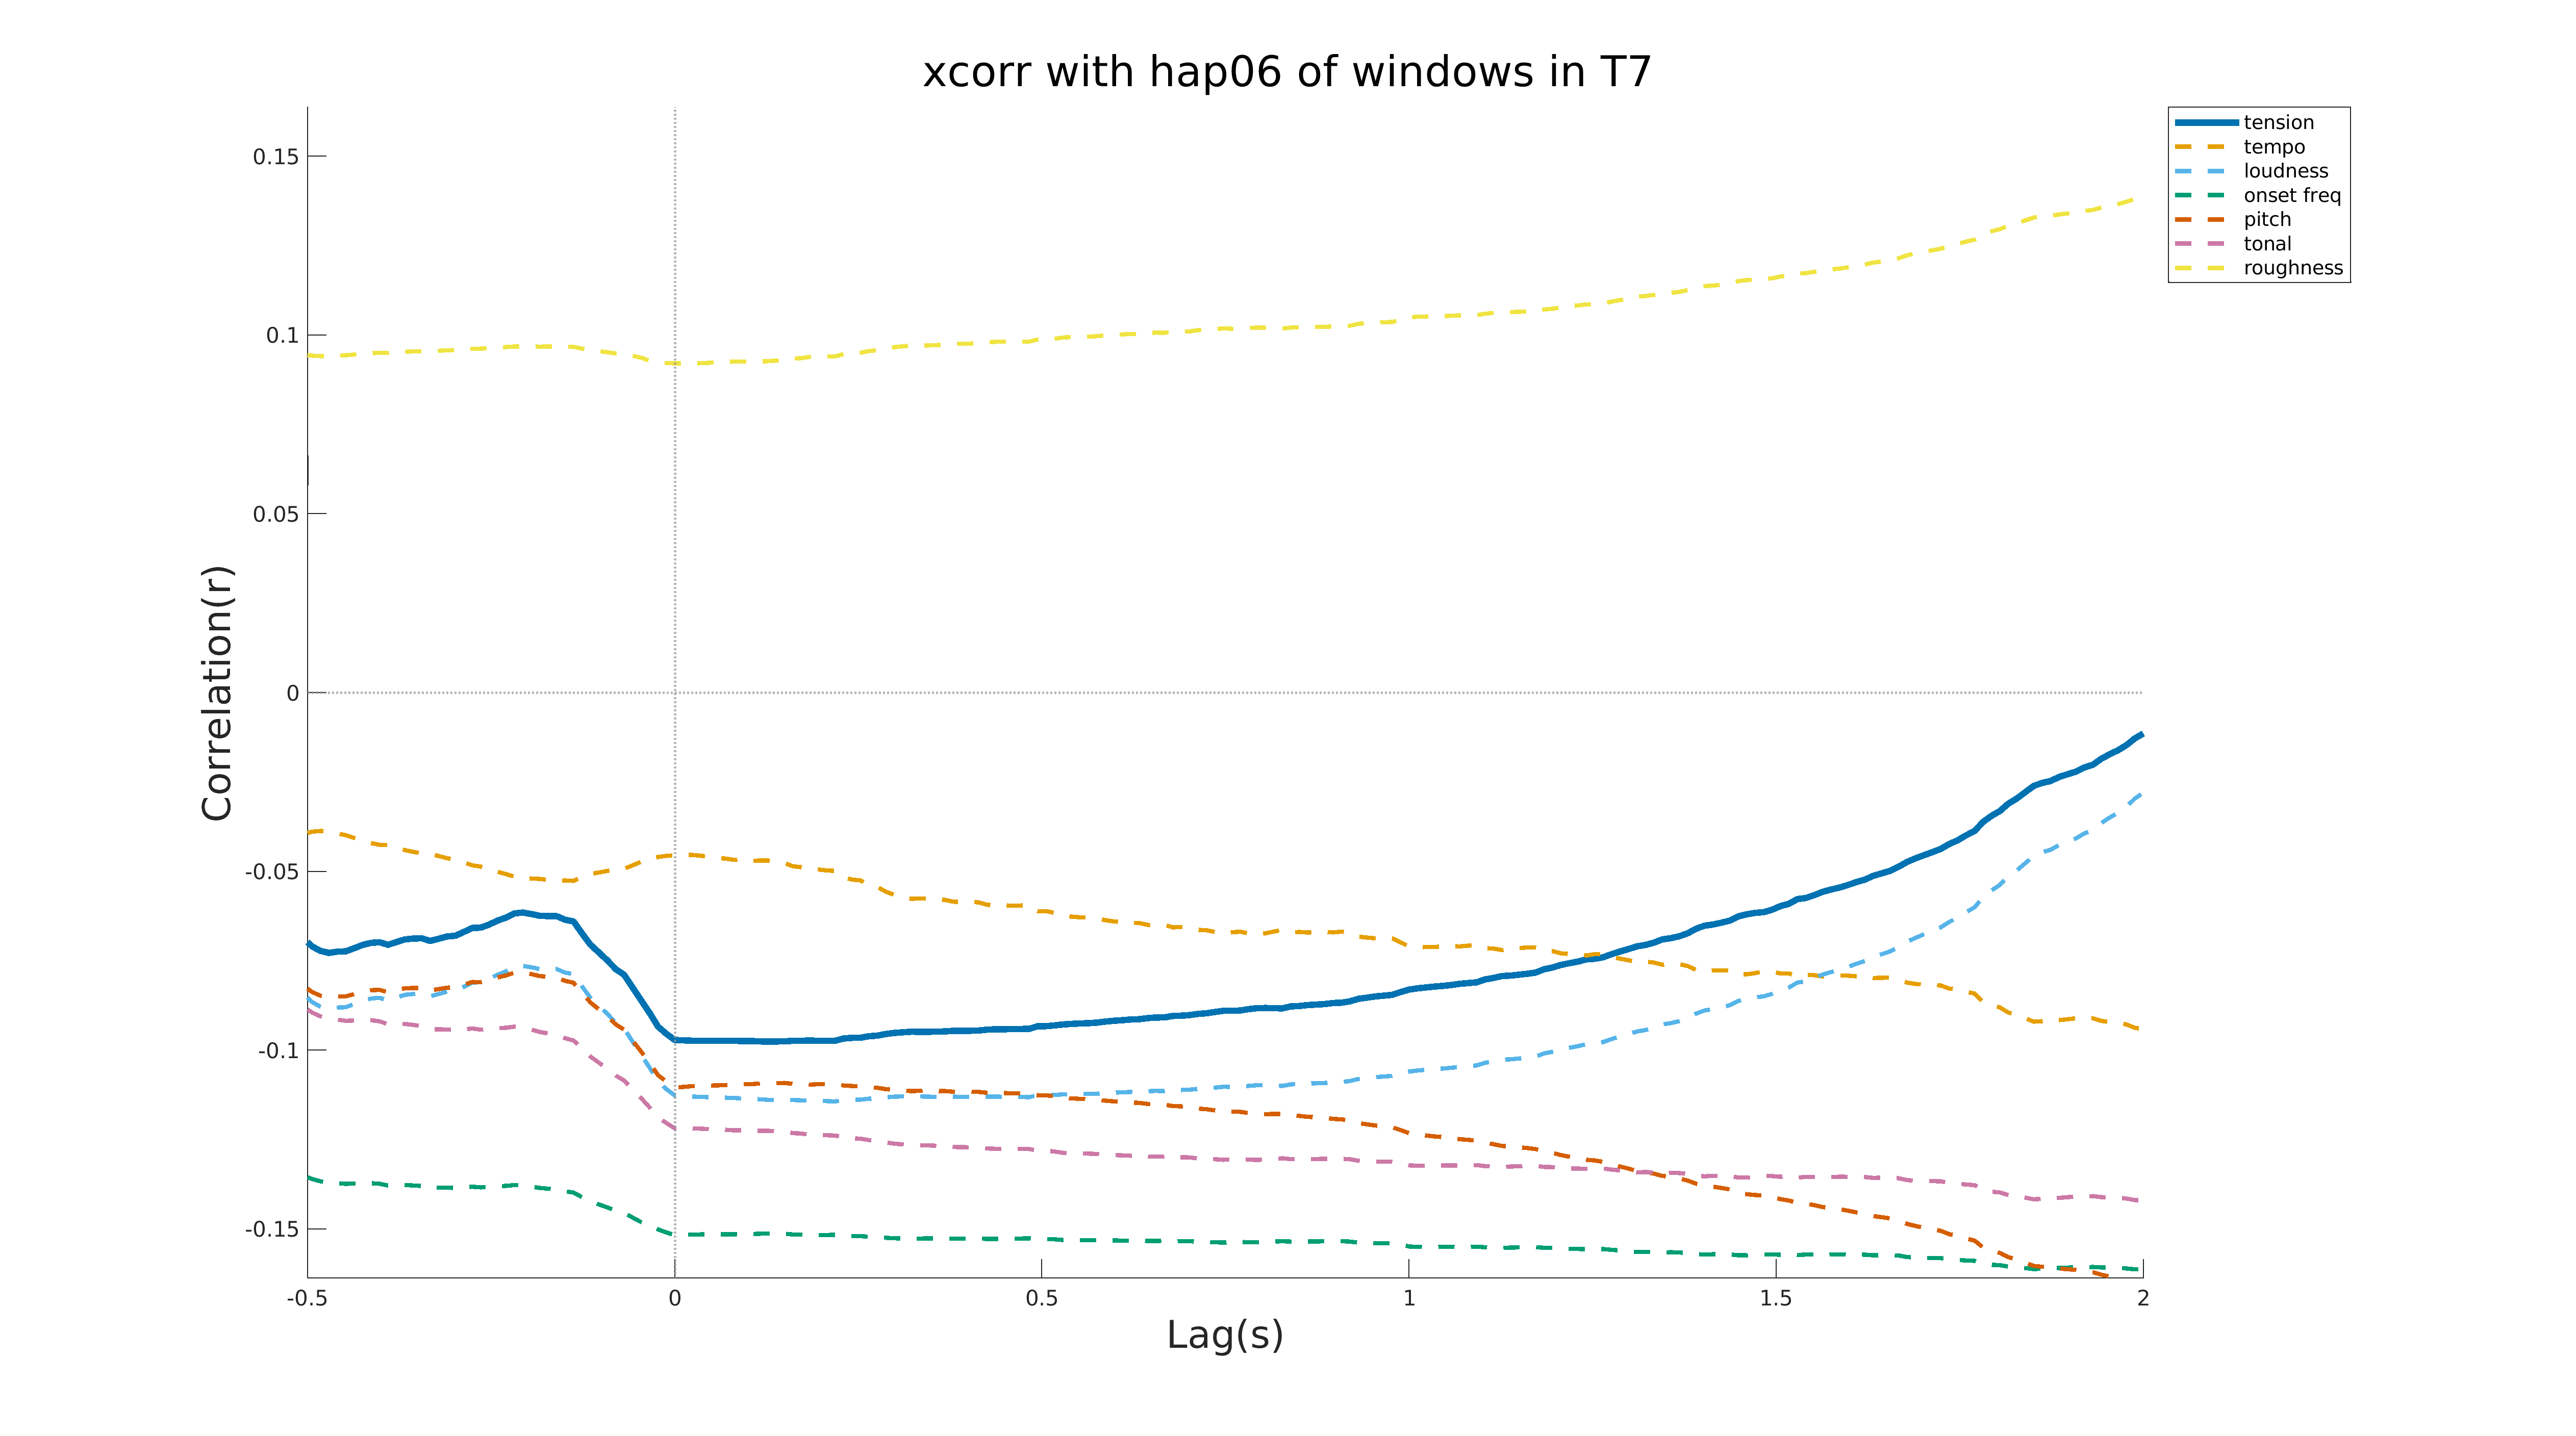 xcorr with hap06 of windows in T7
tension
tempo
loudness
onset freq
pitch
tonal
roughness
0.15
0.1
0.05
0
-0.05
-0.1
-0.15
Correlation(r)
-0.5
0
0.5
1
1.5
2
Lag(s)